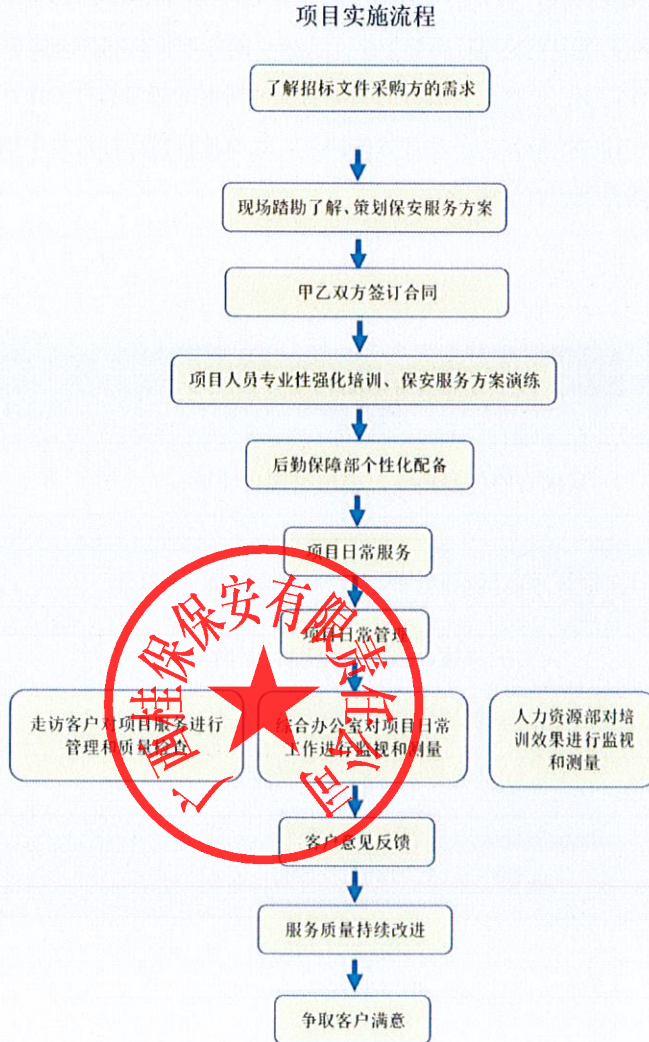 项目实施流程
了解招标文件采购方的需求
现场踏勘了解、策划保安服务方案
甲乙双方签订合同
项目人员专业性强化培训、保安服务方案演练
后勤保障部个性化配备
项目日常服务
项目日常管理
走访客户对项目服务进行
管理和质量检查
综合办公室对项目日常
工作进行监视和测量
人力资源部对培
训效果进行监视
和测量
客户意见反馈
服务质量持续改进
争取客户满意
广西桂保保安有限责任公司